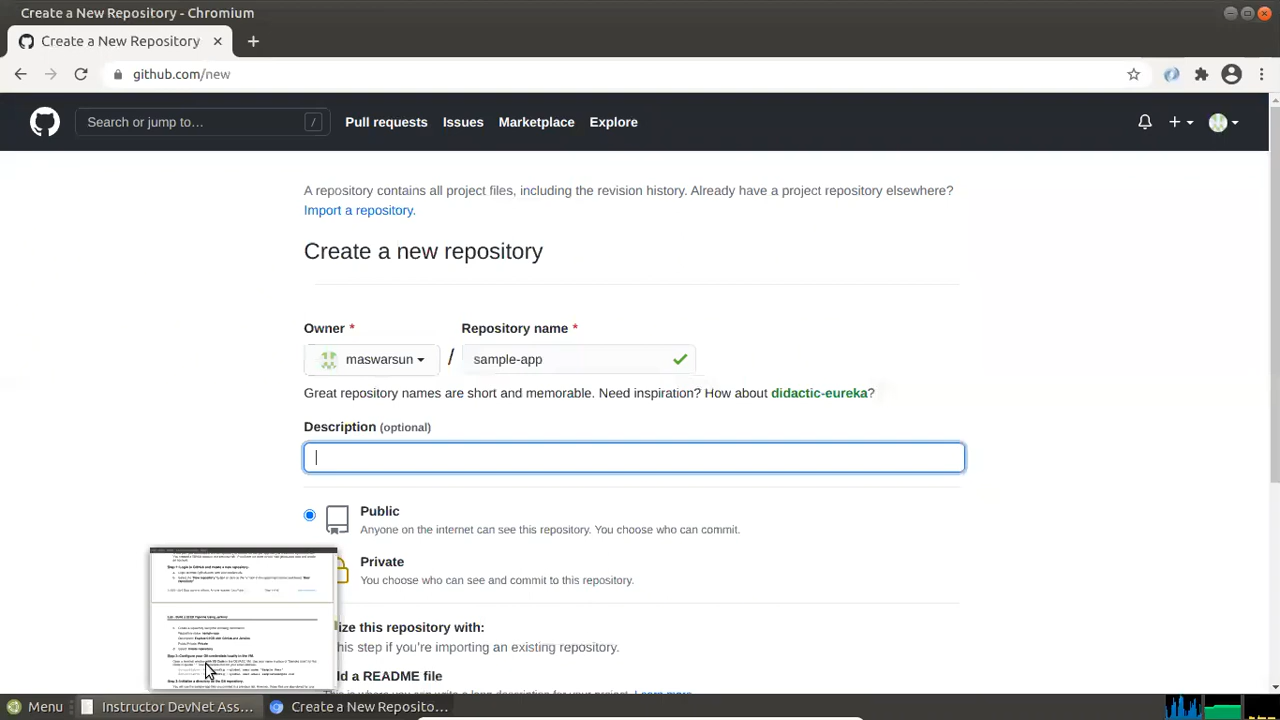 Create a New Repository - Chromium
Create a New Repository
github.com/new
Search or jump to…
/
Pull requests
Issues
Marketplace
Explore
A repository contains all project files, including the revision history. Already have a project repository elsewhere?
Import a repository.
Create a new repository
Owner *
Repository name *
maswarsun
/
sample-app
Great repository names are short and memorable. Need inspiration? How about didactic-eureka?
Description (optional)
Public
Anyone on the internet can see this repository. You choose who can commit.
Private
You choose who can see and commit to this repository.
ize this repository with:
this step if you're importing an existing repository.
d a README file
Menu
Instructor DevNet Ass...
Create a New Reposito...